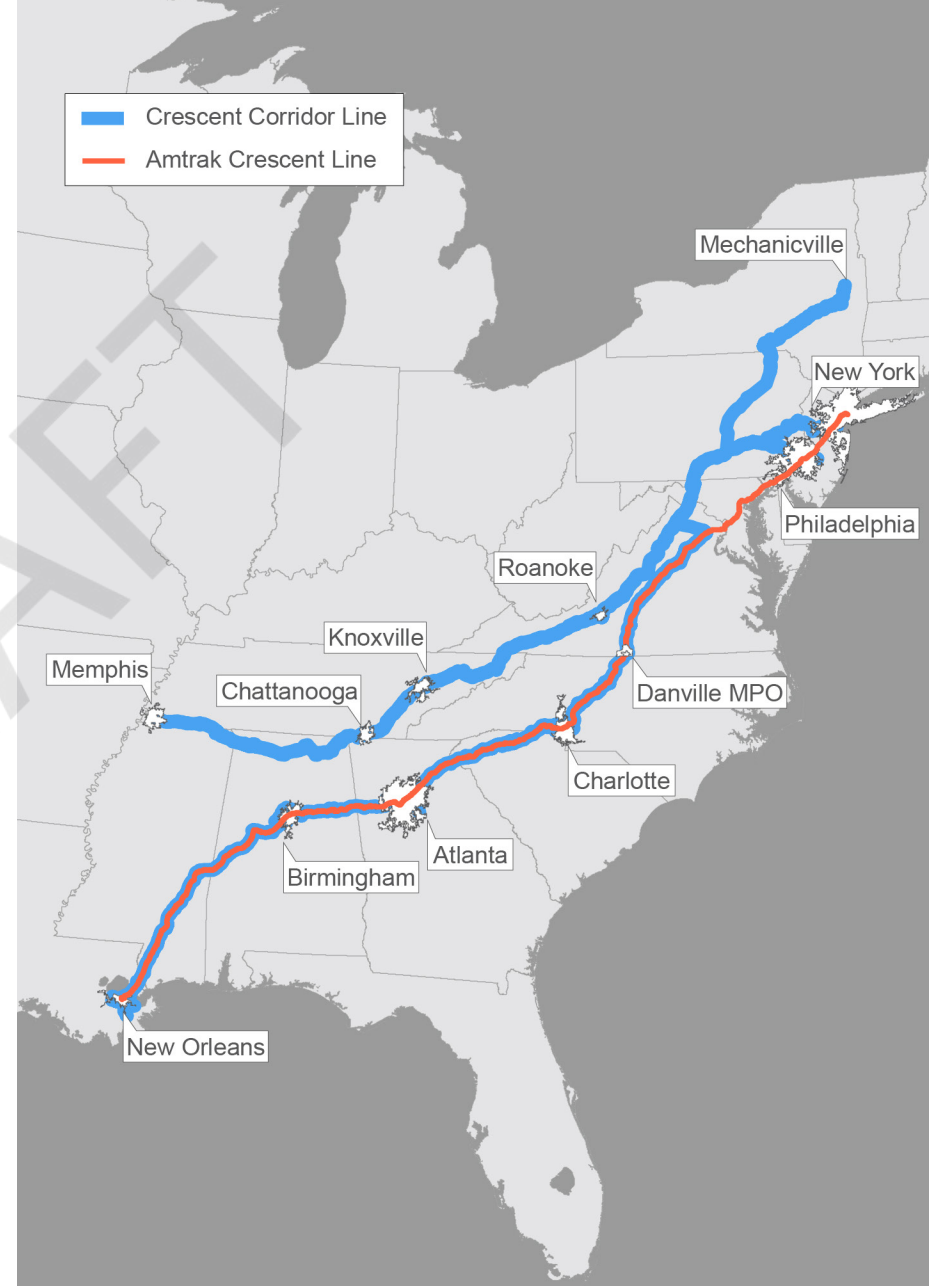 Crescent Corridor Line
Amtrak Crescent Line
Mechanicville
New York
Philadelphia
Roanoke
Knoxville
Memphis
Chattanooga
Danville MPO
Charlotte
Atlanta
Birmingham
New Orleans
AFT